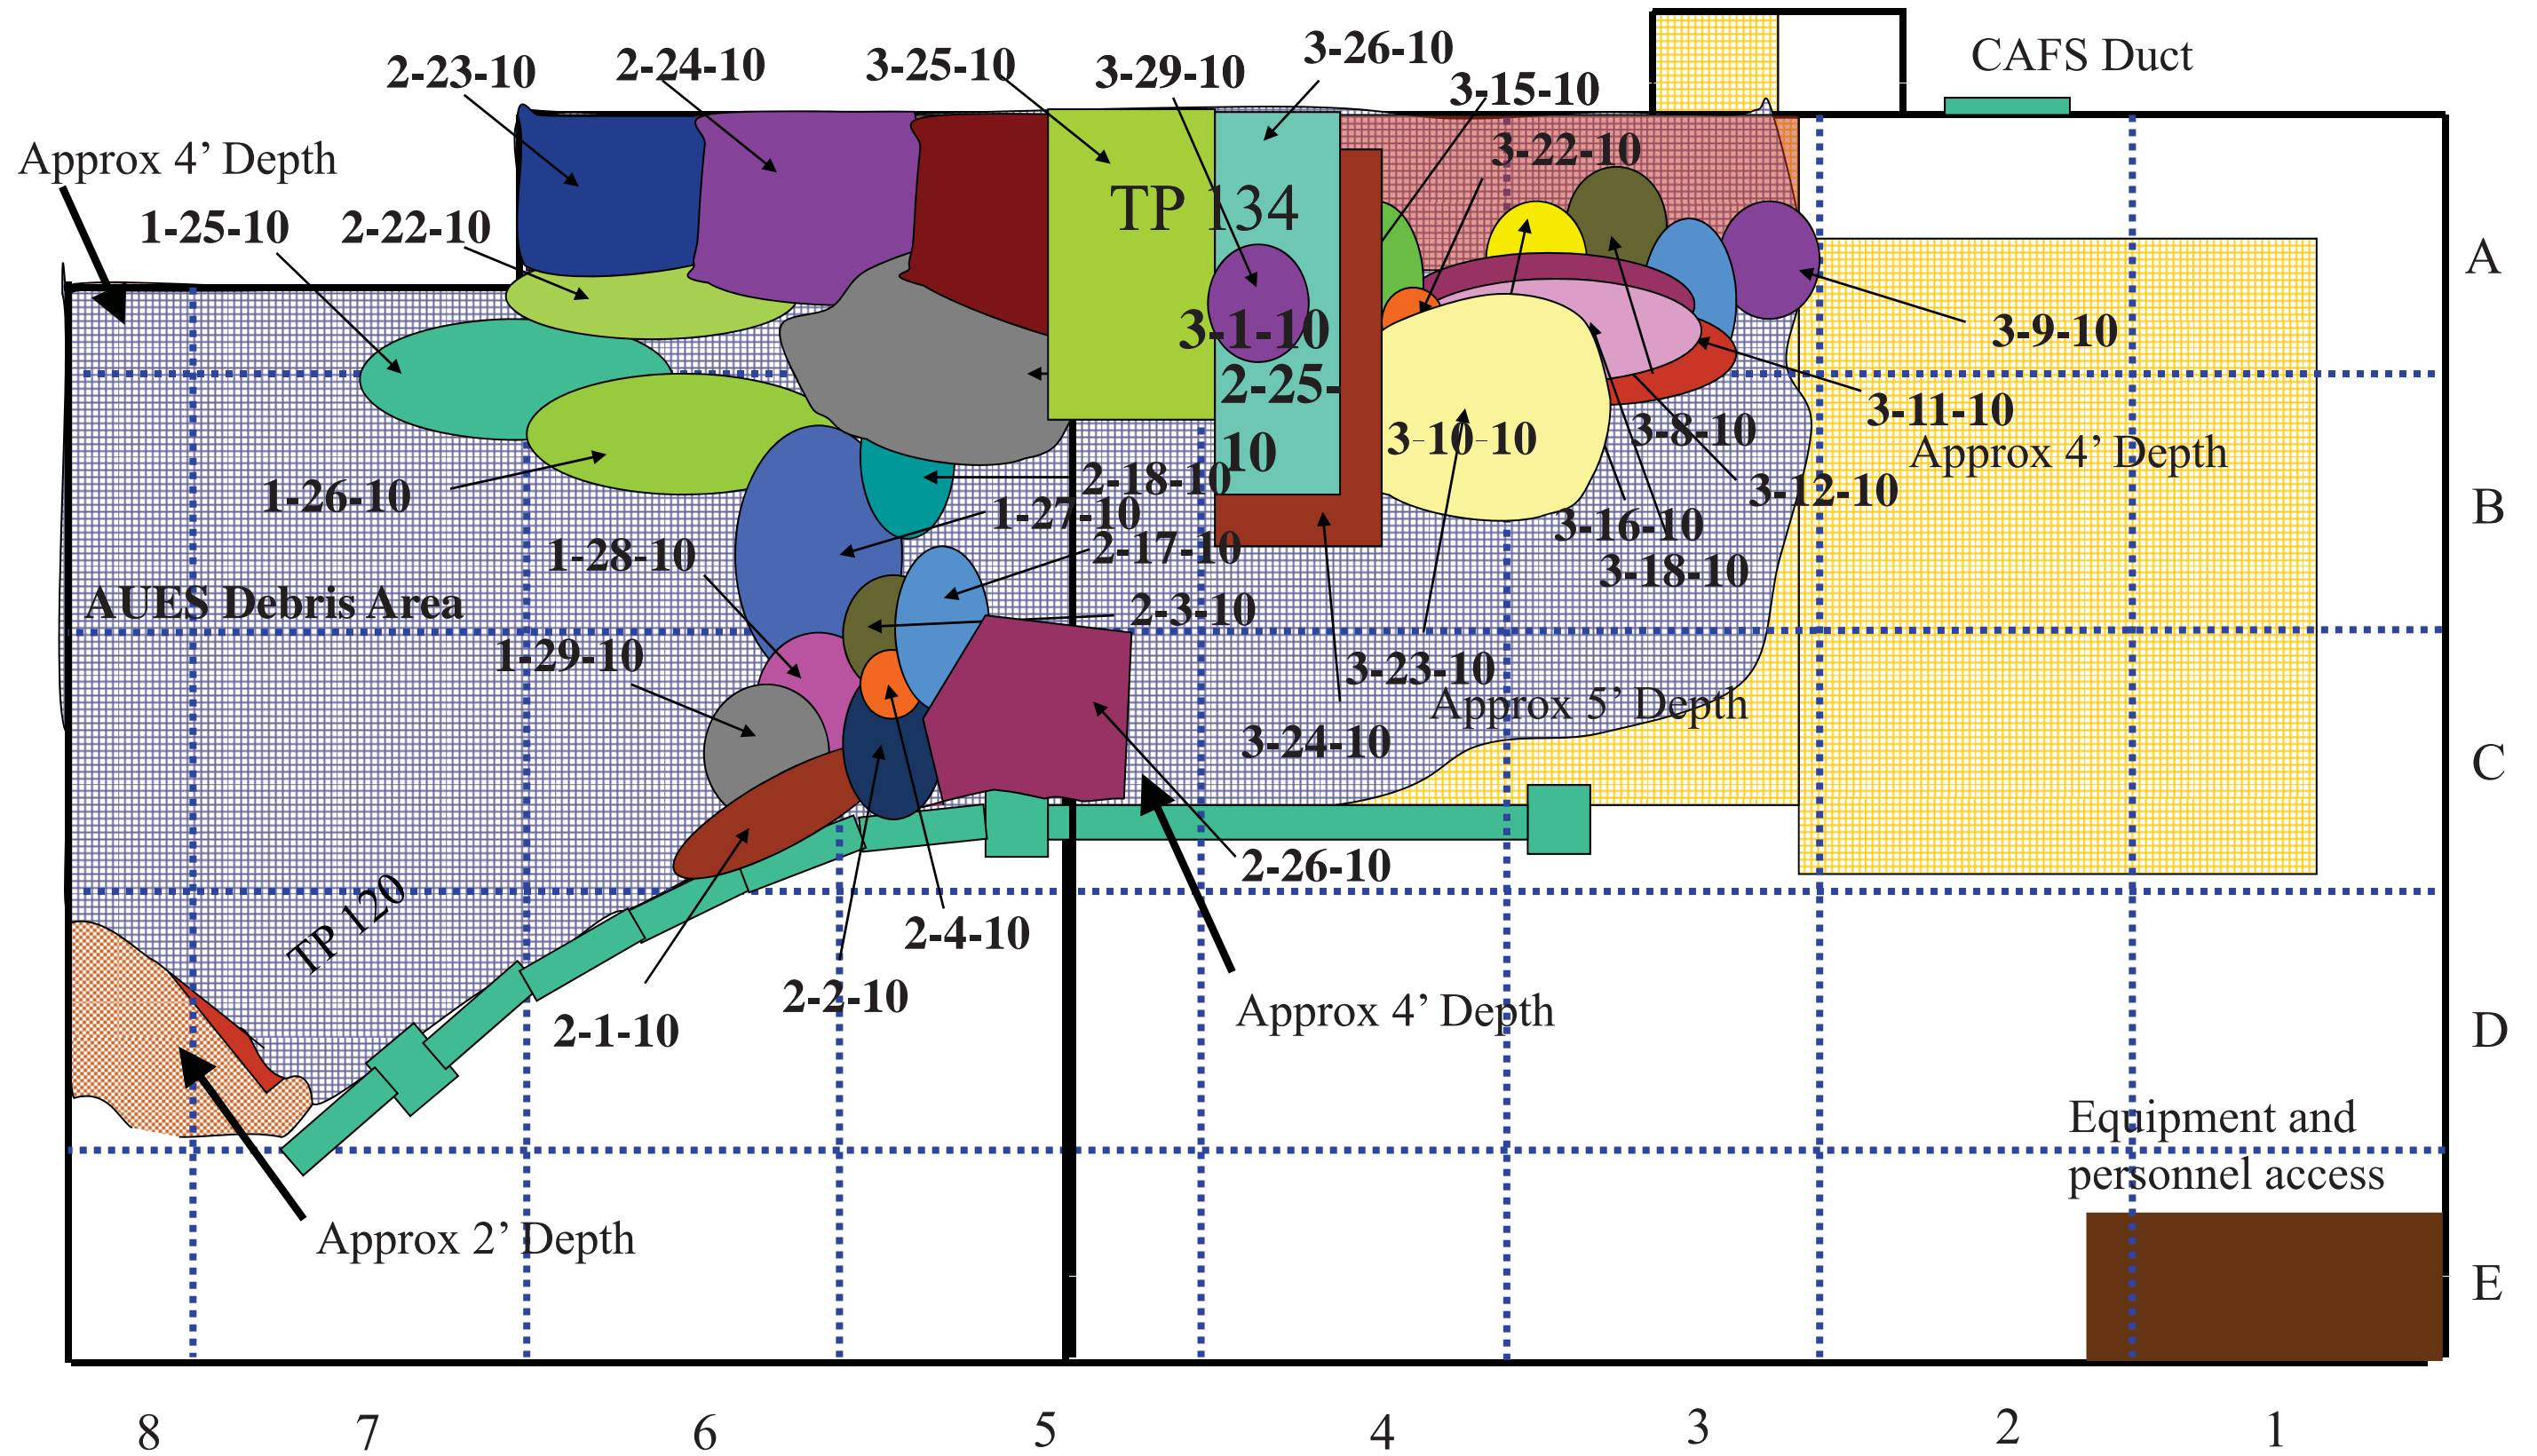 3-26-10
CAFS Duct
2-23-10
2-24-10
3-25-10
3-29-10
3-15-10
Approx 4’ Depth
3-22-10
1-25-10
2-22-10
TP 134
A
3-1-10
3-9-10
2-25-
10
3-11-10
3-10-10
3-8-10
Approx 4’ Depth
1-26-10
2-18-10
3-12-10
1-27-10
B
3-16-10
1-28-10
2-17-10
3-18-10
AUES Debris Area
2-3-10
1-29-10
3-23-10
Approx 5’ Depth
3-24-10
C
2-26-10
TP 120
2-4-10
2-2-10
Approx 4’ Depth
2-1-10
D
Equipment and
personnel access
Approx 2’ Depth
E
8 7 6 5 4 3 2 1